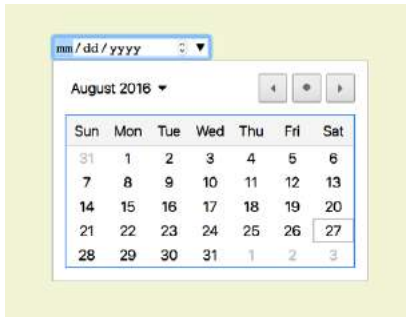 mm/dd/yyyy
August 2016
Sun Mon Tue Wed Thu Fri Sat
31 1 2 3 4 5 6
7 8 9 10 11 12 13
14 15 16 17 18 19 20
21 22 23 24 25 26 27
28 29 30 31 1 2 3